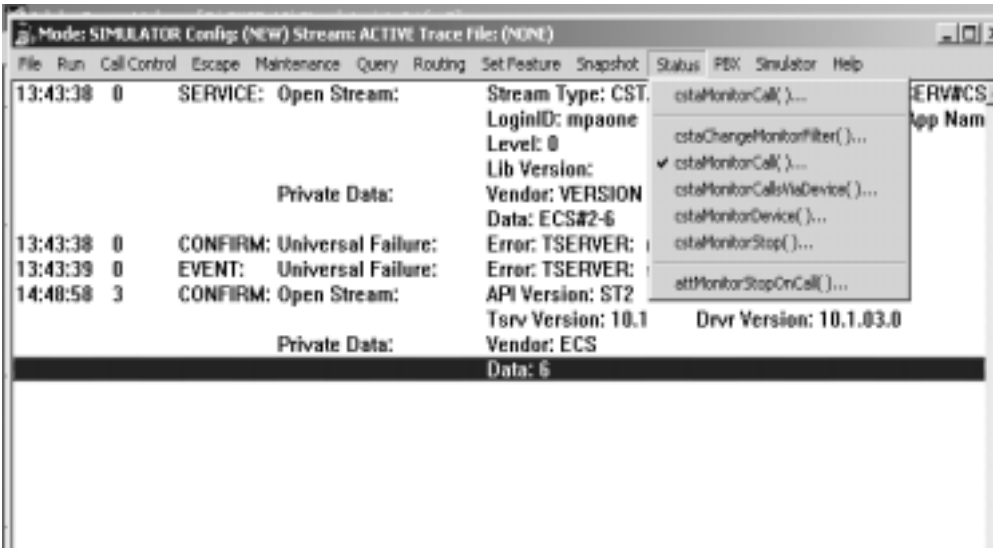 Mode: SIMULATOR Config: (NEW) Stream: ACTIVE Trace File: (NONE)
File Run Call Control Escape Maintenance Query Routing Set Feature Snapshot Status PBX Simulator Help
13:43:38 0 SERVICE: Open Stream: Stream Type: CST ERV#CS_
LoginID: mpaone App Nam
Level: 0
Lib Version:
Private Data: Vendor: VERSION
Data: ECS#2-6
13:43:38 0 CONFIRM: Universal Failure: Error: TSERVER:
13:43:39 0 EVENT: Universal Failure: Error: TSERVER:
14:48:58 3 CONFIRM: Open Stream: API Version: ST2
Tsrv Version: 10.1 Drvr Version: 10.1.03.0
Private Data: Vendor: ECS
Data: 6
cstaMonitorCall( )...
cstaChangeMonitorFilter( )...
✔ cstaMonitorCall( )...
cstaMonitorCallsViaDevice( )...
cstaMonitorDevice( )...
cstaMonitorStop( )...
attMonitorStopOnCall( )...